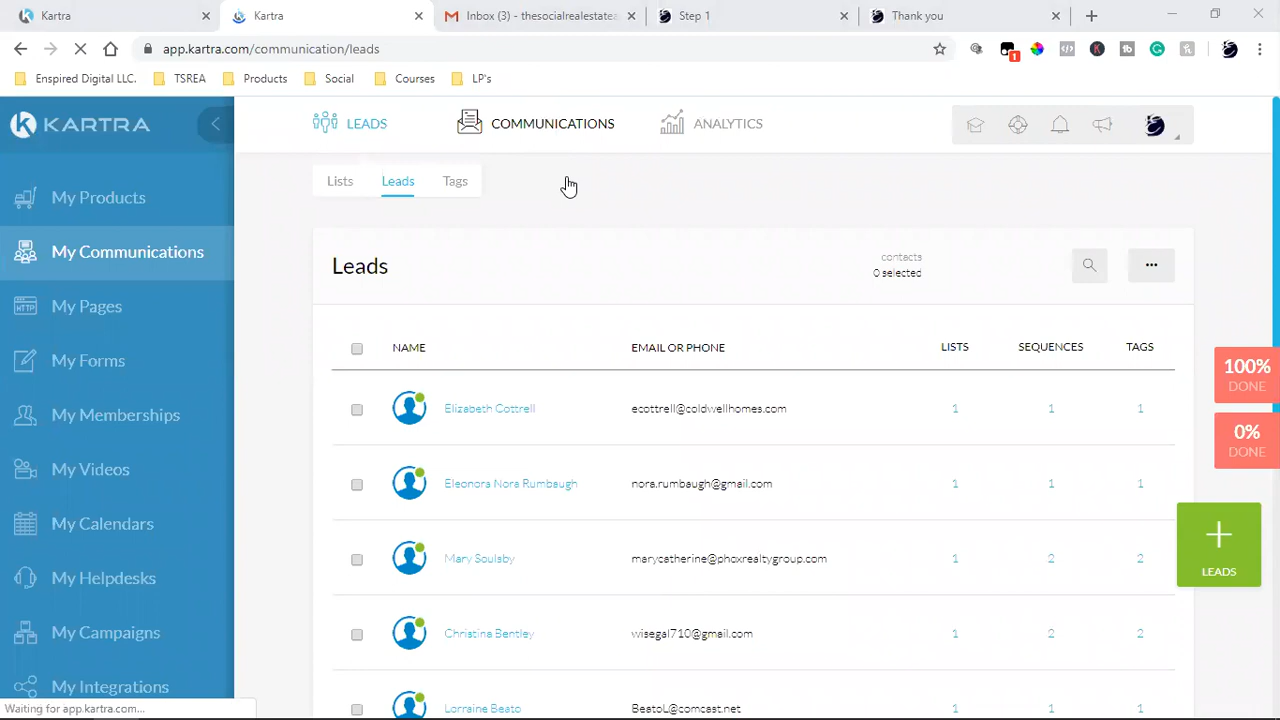 Kartra
Kartra
Inbox (3) - thesocialrealestatea
Step 1
Thank you
app.kartra.com/communication/leads
1
Enspired Digital LLC.
TSREA
Products
Social
Courses
LP's
KARTRA
LEADS
COMMUNICATIONS
ANALYTICS
My Products
My Communications
My Pages
My Forms
My Memberships
My Videos
My Calendars
My Helpdesks
My Campaigns
My Integrations
Lists
Leads
Tags
Leads
contacts
0 selected
NAME
EMAIL OR PHONE
LISTS
SEQUENCES
TAGS
Elizabeth Cottrell
ecottrell@coldwellhomes.com
1
1
1
Eleonora Nora Rumbaugh
nora.rumbaugh@gmail.com
1
1
1
Mary Soulsby
marycatherine@phoxrealtygroup.com
1
2
2
Christina Bentley
wisegal710@gmail.com
1
2
2
Lorraine Beato
BeatoL@comcast.net
1
1
1
100%
DONE
0%
DONE
LEADS
Waiting for app.kartra.com...